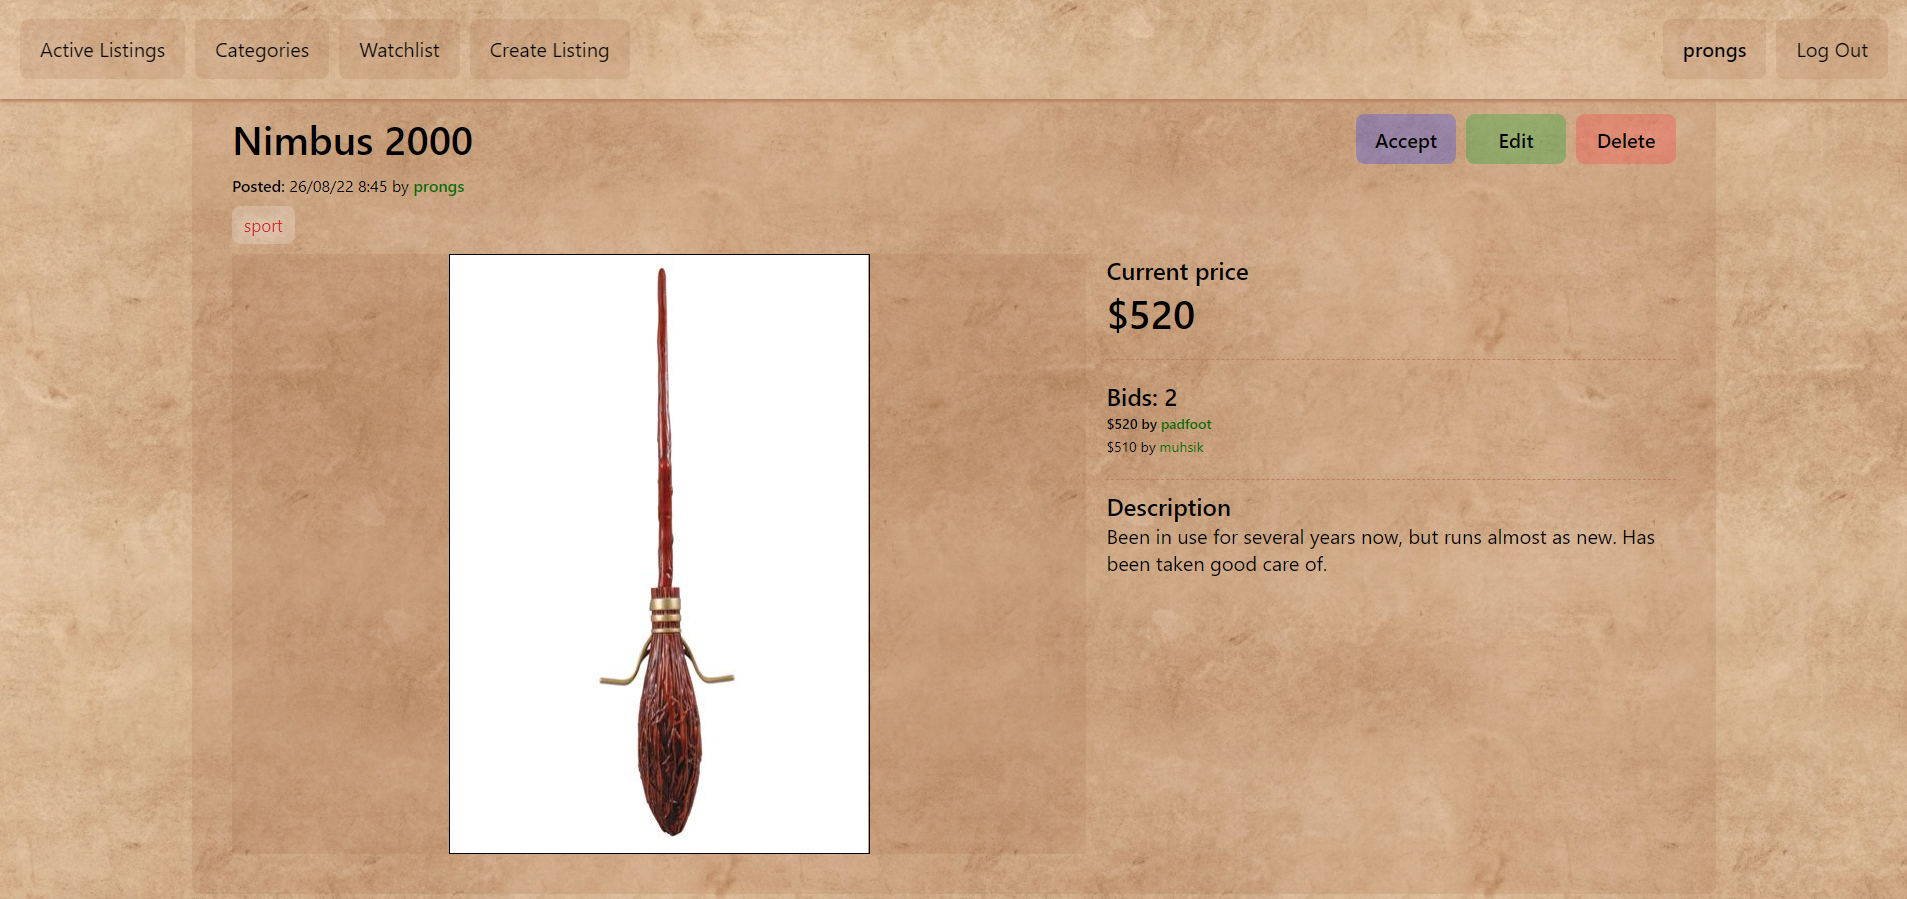 Active Listings Categories Watchlist Create Listing prongs Log Out
Nimbus 2000 Accept Edit Delete
Posted: 26/08/22 8:45 by prongs
sport
Current price
$520
Bids: 2
$520 by padfoot
$510 by muhsik
Description
Been in use for several years now, but runs almost as new. Has
been taken good care of.